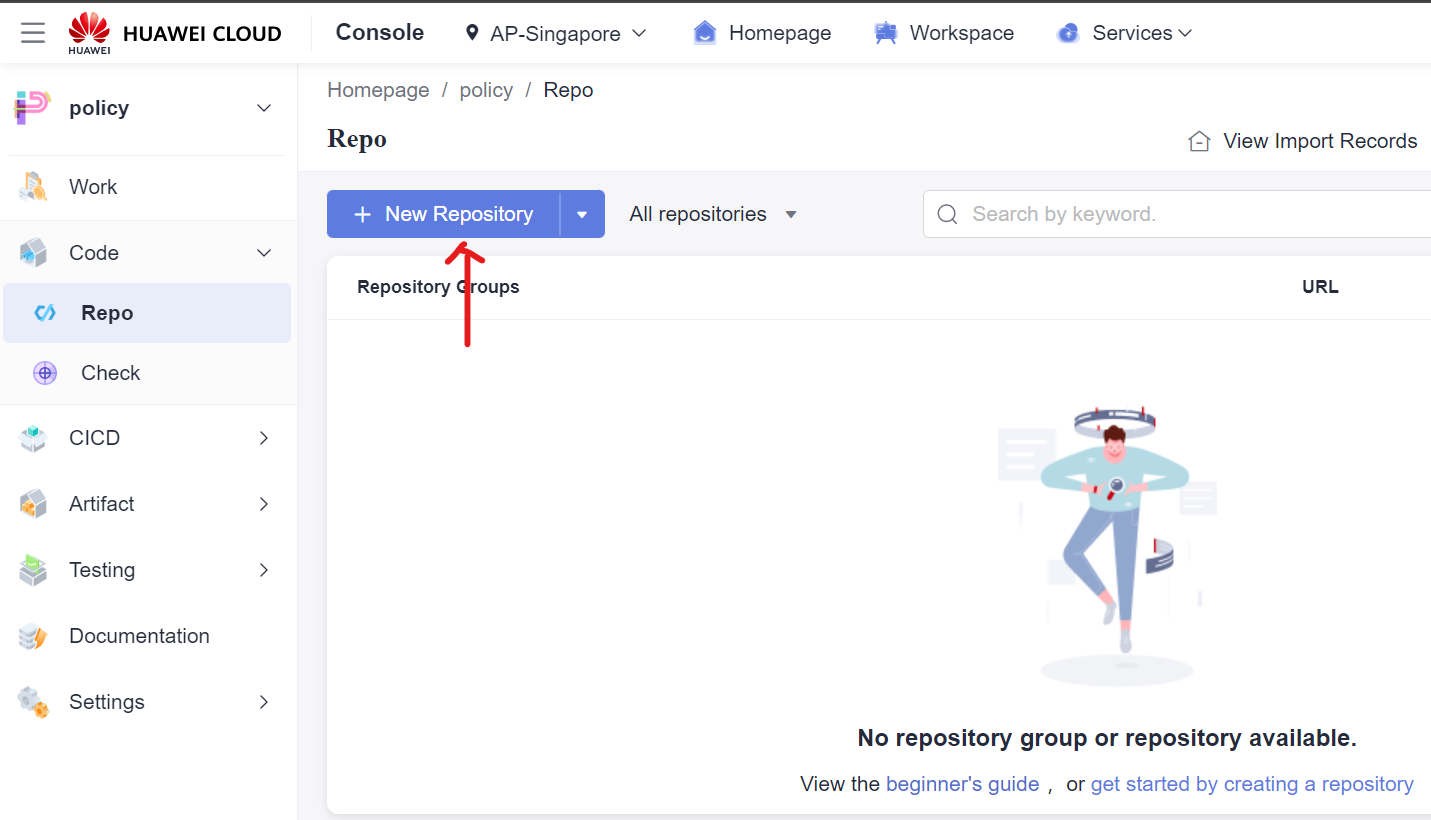 HUAWEI
HUAWEI CLOUD
Console
AP-Singapore
Homepage
Workspace
Services
policy
Work
Code
Repo
Check
CICD
Artifact
Testing
Documentation
Settings
Homepage / policy / Repo
Repo
View Import Records
+ New Repository
All repositories
Search by keyword.
Repository Groups
URL
No repository group or repository available.
View the beginner's guide , or get started by creating a repository